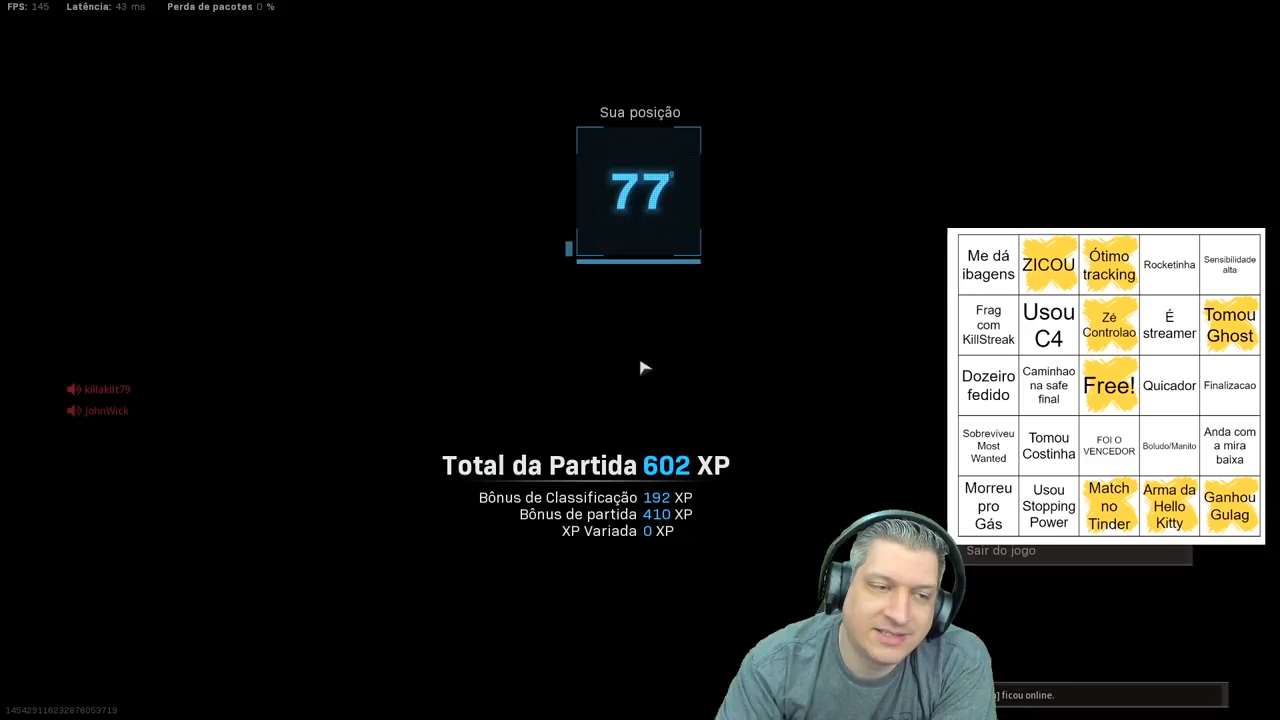 FPS: 145 Latência: 43 ms Perda de pacotes 0 %
Sua posição
77º
Me dá
ibagens
ZICOU
Ótimo
tracking
Rocketinha
Sensibilidade
alta
Frag
com
KillStreak
Usou
C4
Zé
Controlao
É
streamer
Tomou
Ghost
Dozeiro
fedido
Caminhao
na safe
final
Free!
Quicador
Finalizacao
Sobreviveu
Most
Wanted
Tomou
Costinha
FOI O
VENCEDOR
Boludo/Manito
Anda com
a mira
baixa
Morreu
pro
Gás
Usou
Stopping
Power
Match
no
Tinder
Arma da
Hello
Kitty
Ganhou
Gulag
killakilt79
JohnWick
Total da Partida 602 XP
Bônus de Classificação 192 XP
Bônus de partida 410 XP
XP Variada 0 XP
Sair do jogo
] ficou online.
145429116232876053719